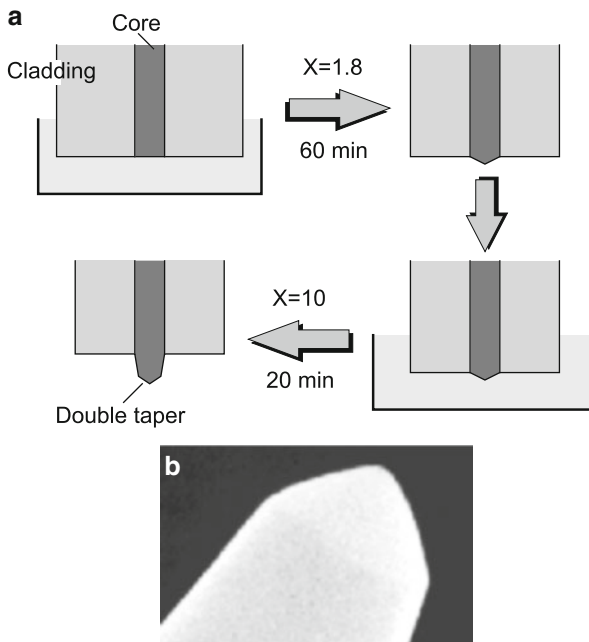 a
Core
Cladding
X=1.8
60 min
X=10
20 min
Double taper
b